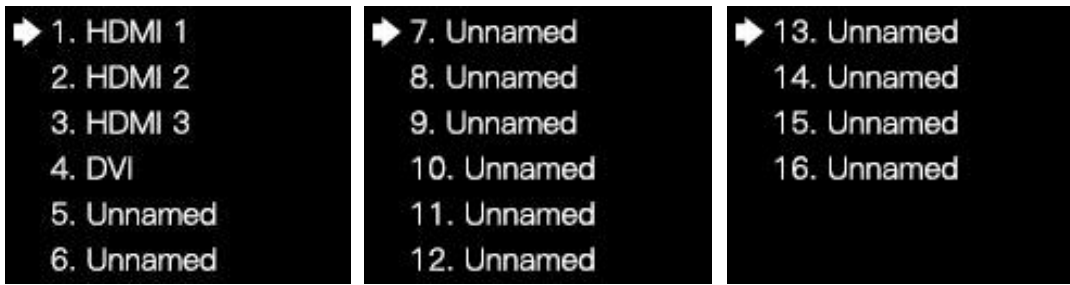 1. HDMI 1
2. HDMI 2
3. HDMI 3
4. DVI
5. Unnamed
6. Unnamed
7. Unnamed
8. Unnamed
9. Unnamed
10. Unnamed
11. Unnamed
12. Unnamed
13. Unnamed
14. Unnamed
15. Unnamed
16. Unnamed